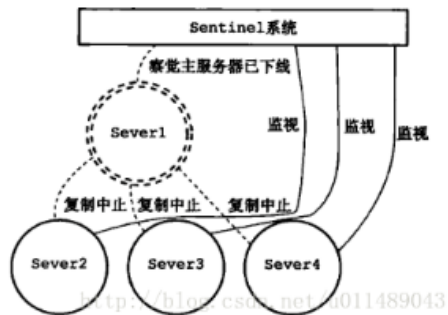 Sentinel系统
察觉主服务器已下线
Sever1
监视
监视
监视
复制中止
复制中止
复制中止
Sever2
Sever3
Sever4
http://blog.csdn.net/u011489043